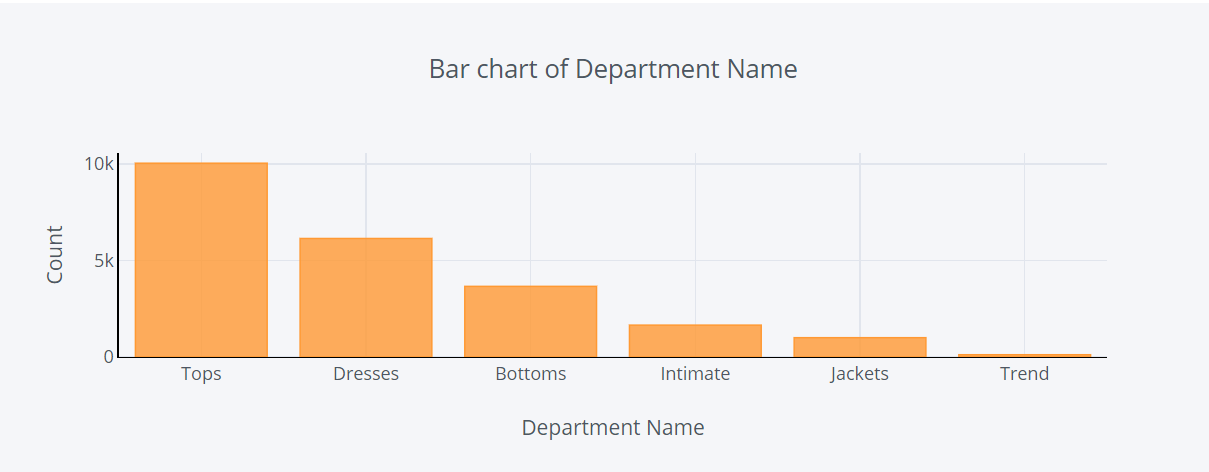 Bar chart of Department Name
10k
5k
0
Count
Tops Dresses Bottoms Intimate Jackets Trend
Department Name